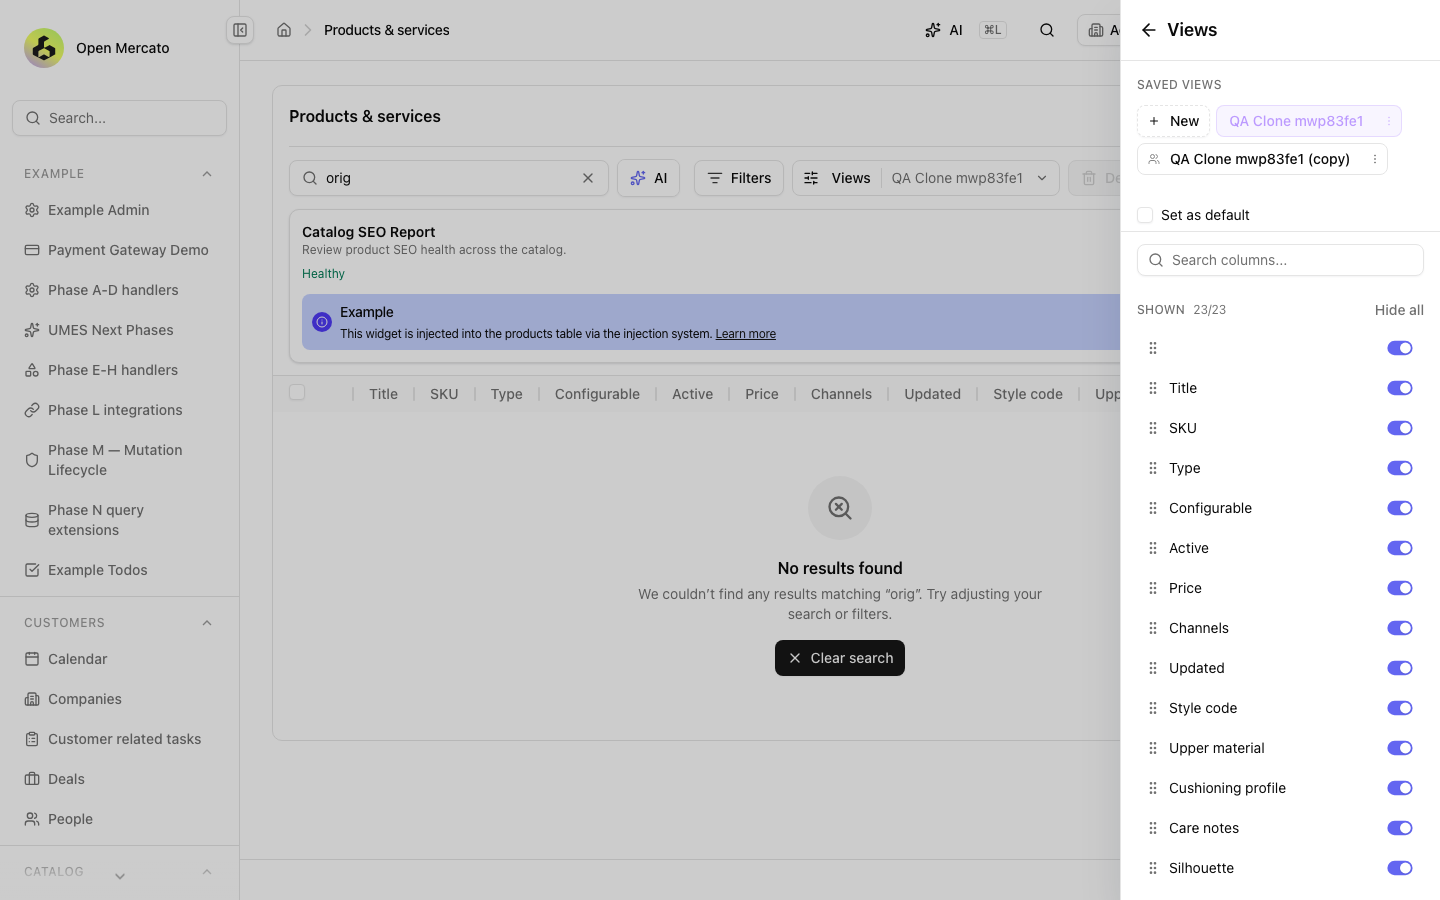 Open Mercato
Search...
EXAMPLE
Example Admin
Payment Gateway Demo
Phase A-D handlers
UMES Next Phases
Phase E-H handlers
Phase L integrations
Phase M — Mutation
Lifecycle
Phase N query
extensions
Example Todos
CUSTOMERS
Calendar
Companies
Customer related tasks
Deals
People
CATALOG
Products & services
AI
⌘L
Products & services
orig
AI
Filters
Views
QA Clone mwp83fe1
De
Catalog SEO Report
Review product SEO health across the catalog.
Healthy
Example
This widget is injected into the products table via the injection system. Learn more
Title
SKU
Type
Configurable
Active
Price
Channels
Updated
Style code
Upp
No results found
We couldn’t find any results matching “orig”. Try adjusting your
search or filters.
Clear search
Views
SAVED VIEWS
New
QA Clone mwp83fe1
QA Clone mwp83fe1 (copy)
Set as default
Search columns...
SHOWN 23/23
Hide all
Title
SKU
Type
Configurable
Active
Price
Channels
Updated
Style code
Upper material
Cushioning profile
Care notes
Silhouette